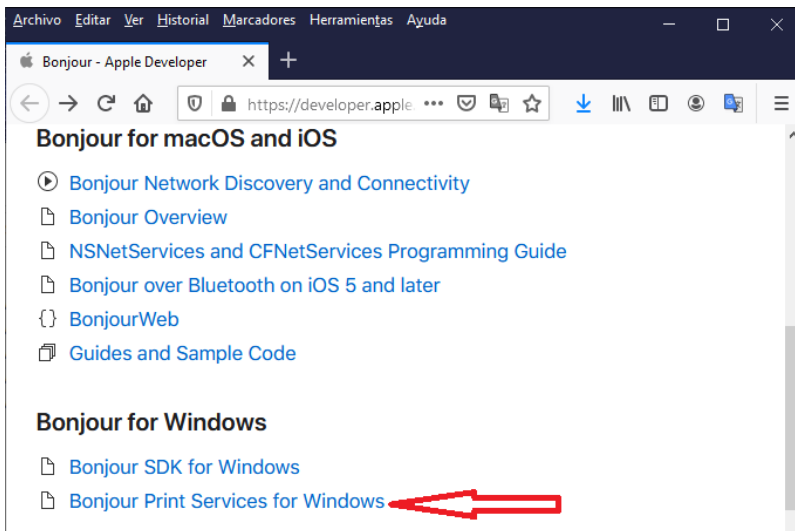 Archivo Editar Ver Historial Marcadores Herramientas Ayuda
Bonjour - Apple Developer
https://developer.apple.
Bonjour for macOS and iOS
Bonjour Network Discovery and Connectivity
Bonjour Overview
NSNetServices and CFNetServices Programming Guide
Bonjour over Bluetooth on iOS 5 and later
{} BonjourWeb
Guides and Sample Code
Bonjour for Windows
Bonjour SDK for Windows
Bonjour Print Services for Windows